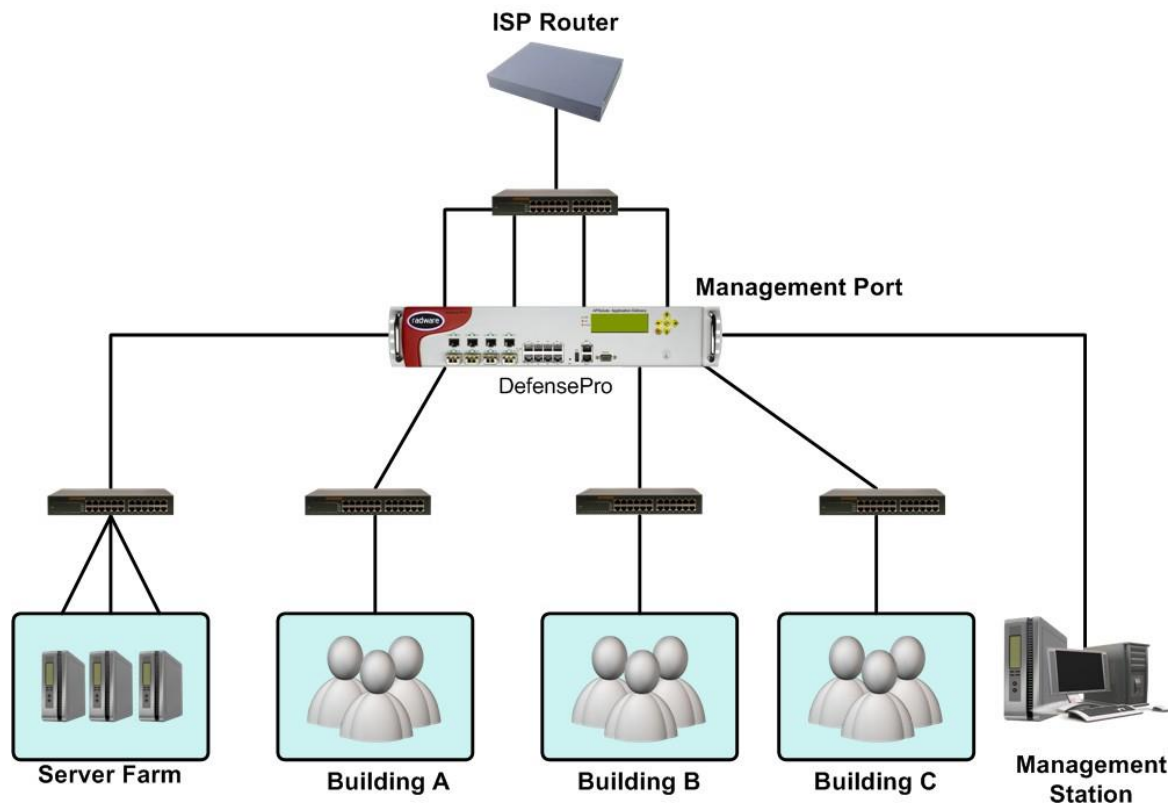 ISP Router
Management Port
radware
DefensePro
Server Farm
Building A
Building B
Building C
Management
Station